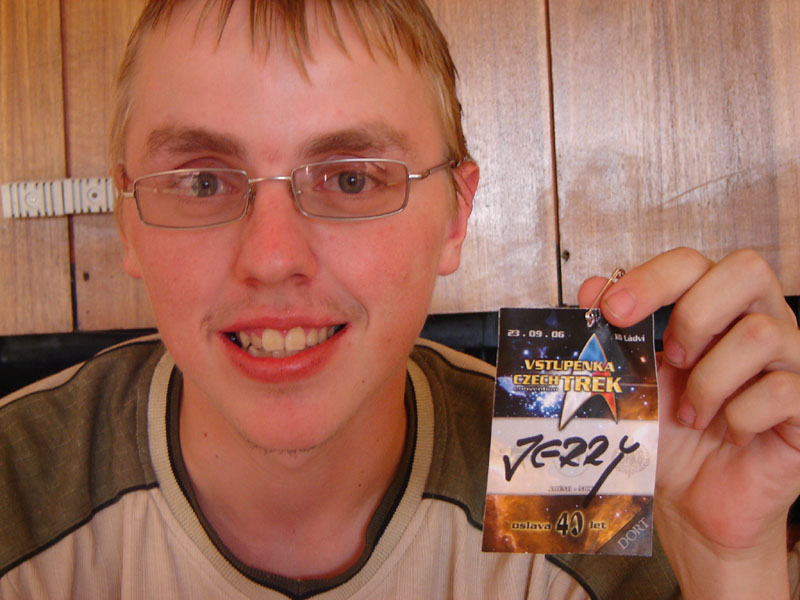 23.09.06
VSTUPENKA
CZECH TREK
JERRY
oslava 40 let
DORT